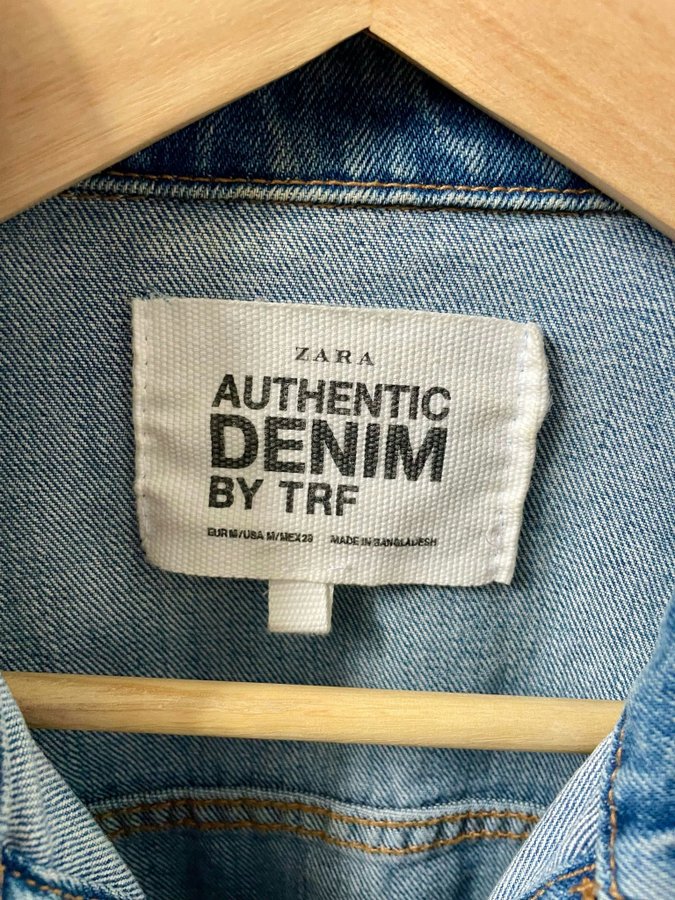 ZARA
AUTHENTIC
DENIM
BY TRF
EUR M/USA M/MEX 28 MADE IN BANGLADESH